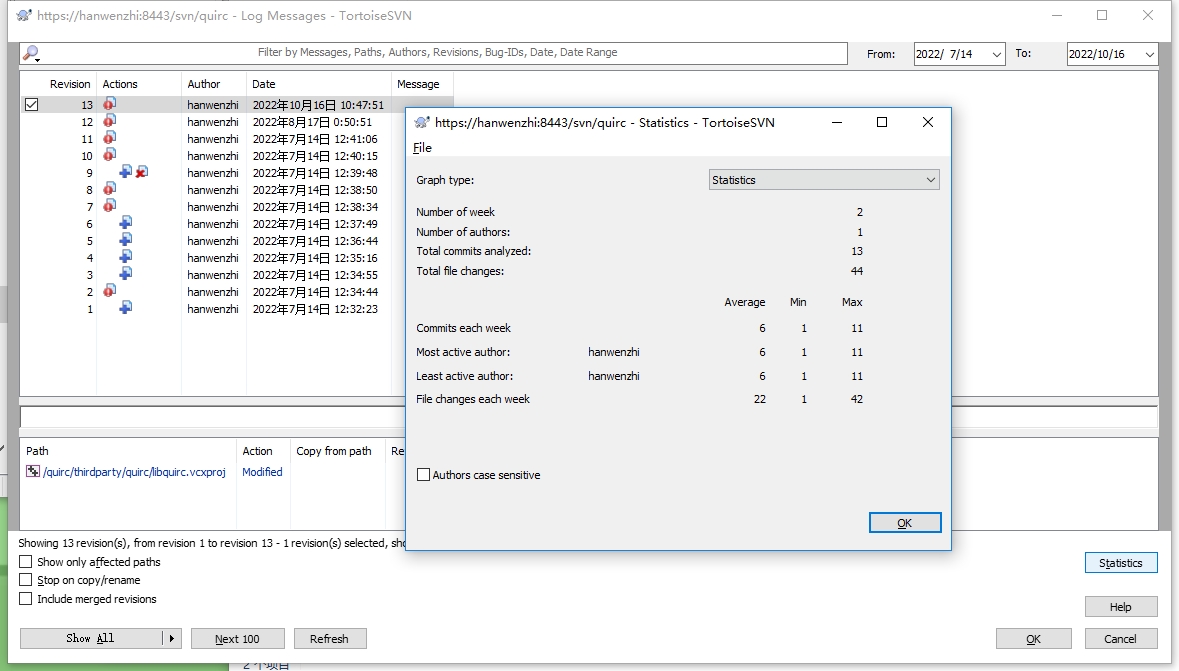 https://hanwenzhi:8443/svn/quirc - Log Messages - TortoiseSVN
Filter by Messages, Paths, Authors, Revisions, Bug-IDs, Date, Date Range
From: 2022/ 7/14 To: 2022/10/16
Revision Actions Author Date Message
13 hanwenzhi 2022年10月16日 10:47:51
12 hanwenzhi 2022年8月17日 0:50:51
11 hanwenzhi 2022年7月14日 12:41:06
10 hanwenzhi 2022年7月14日 12:40:15
9 hanwenzhi 2022年7月14日 12:39:48
8 hanwenzhi 2022年7月14日 12:38:50
7 hanwenzhi 2022年7月14日 12:38:34
6 hanwenzhi 2022年7月14日 12:37:49
5 hanwenzhi 2022年7月14日 12:36:44
4 hanwenzhi 2022年7月14日 12:35:16
3 hanwenzhi 2022年7月14日 12:34:55
2 hanwenzhi 2022年7月14日 12:34:44
1 hanwenzhi 2022年7月14日 12:32:23
https://hanwenzhi:8443/svn/quirc - Statistics - TortoiseSVN
File
Graph type: Statistics
Number of week 2
Number of authors: 1
Total commits analyzed: 13
Total file changes: 44
Average Min Max
Commits each week 6 1 11
Most active author: hanwenzhi 6 1 11
Least active author: hanwenzhi 6 1 11
File changes each week 22 1 42
Authors case sensitive
OK
Path Action Copy from path Re
/quirc/thirdparty/quirc/libquirc.vcxproj Modified
Showing 13 revision(s), from revision 1 to revision 13 - 1 revision(s) selected, sh
Show only affected paths
Stop on copy/rename
Include merged revisions
Statistics
Help
Show All Next 100 Refresh OK Cancel